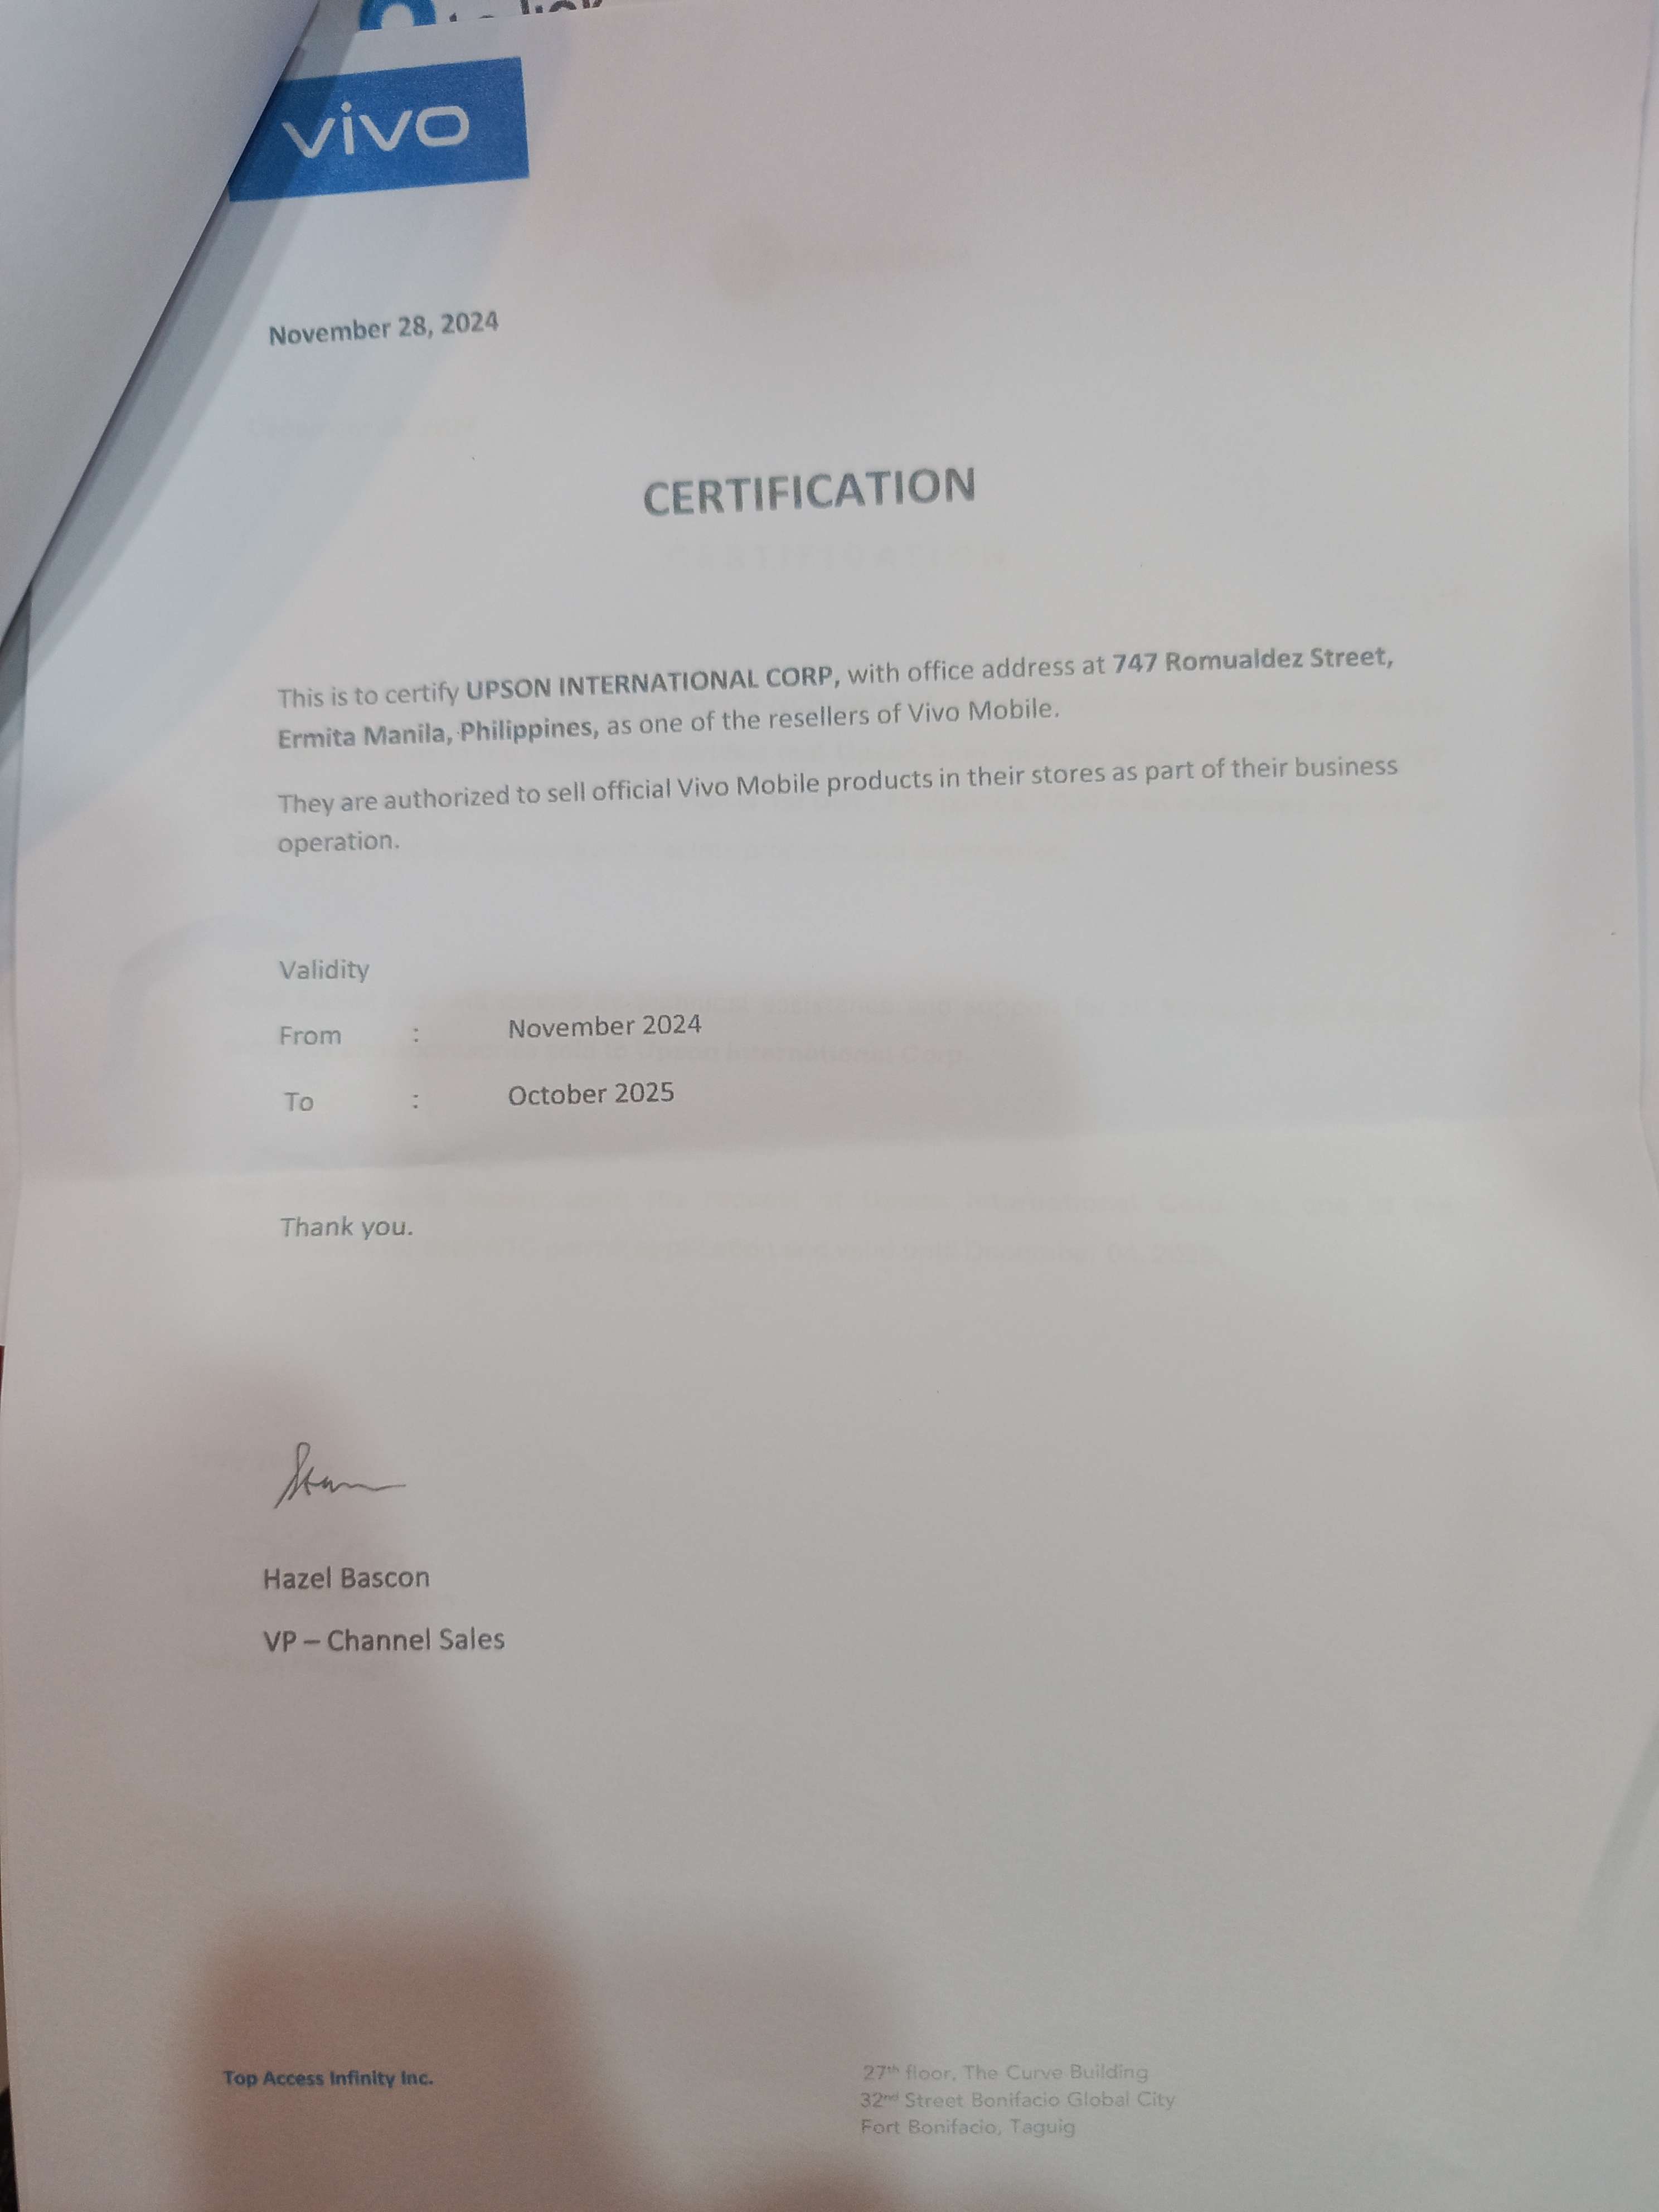 vivo
November 28, 2024
CERTIFICATION
This is to certify UPSON INTERNATIONAL CORP, with office address at 747 Romualdez Street,
Ermita Manila, Philippines, as one of the resellers of Vivo Mobile.
They are authorized to sell official Vivo Mobile products in their stores as part of their business
operation.
Validity
From : November 2024
To : October 2025
Thank you.
Hazel Bascon
VP – Channel Sales
Top Access Infinity Inc.
27th floor, The Curve Building
32nd Street Bonifacio Global City
Fort Bonifacio, Taguig